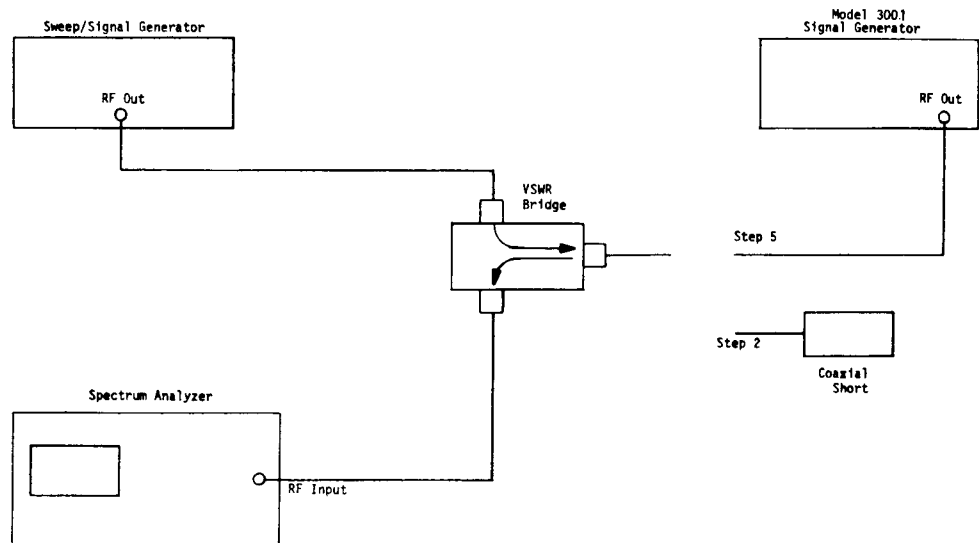 Sweep/Signal Generator
RF Out
Model 300.1
Signal Generator
RF Out
VSWR
Bridge
Step 5
Step 2
Coaxial
Short
Spectrum Analyzer
RF Input